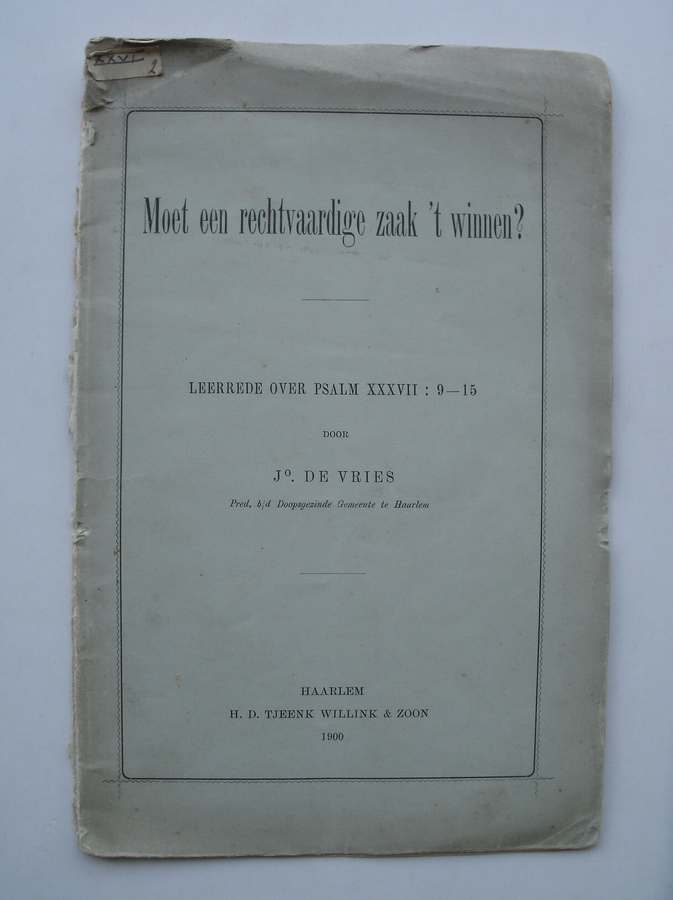 XXVI
2
Moet een rechtvaardige zaak 't winnen?
LEERREDE OVER PSALM XXXVII : 9—15
DOOR
Jº. DE VRIES
Pred, b/d Doopsgezinde Gemeente te Haarlem
HAARLEM
H. D. TJEENK WILLINK & ZOON
1900